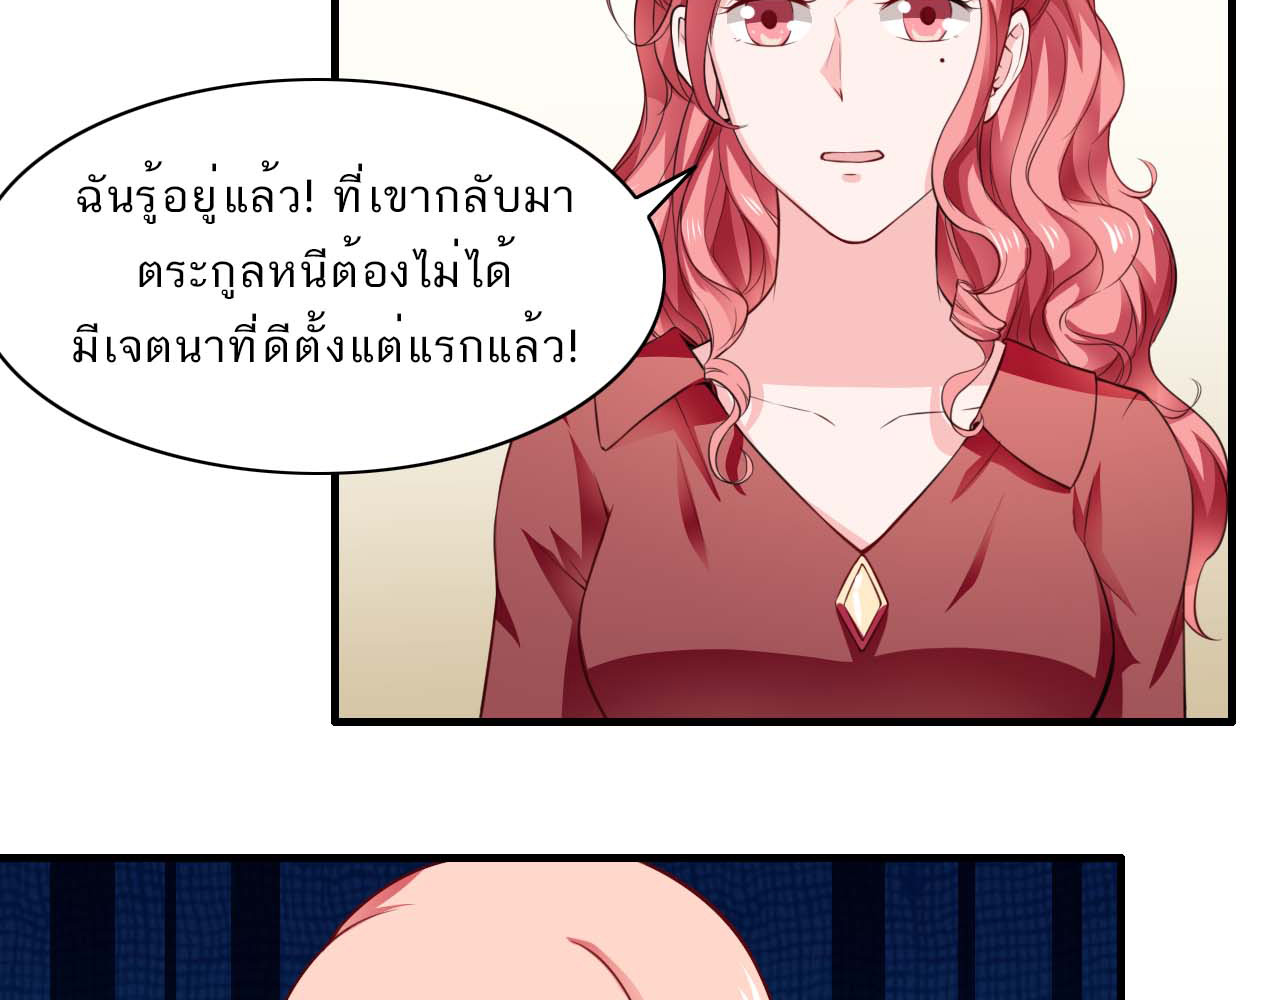 ฉันรู้อยู่แล้ว! ที่เขากลับมา
ตระกูลหนีต้องไม่ได้
มีเจตนาที่ดีตั้งแต่แรกแล้ว!